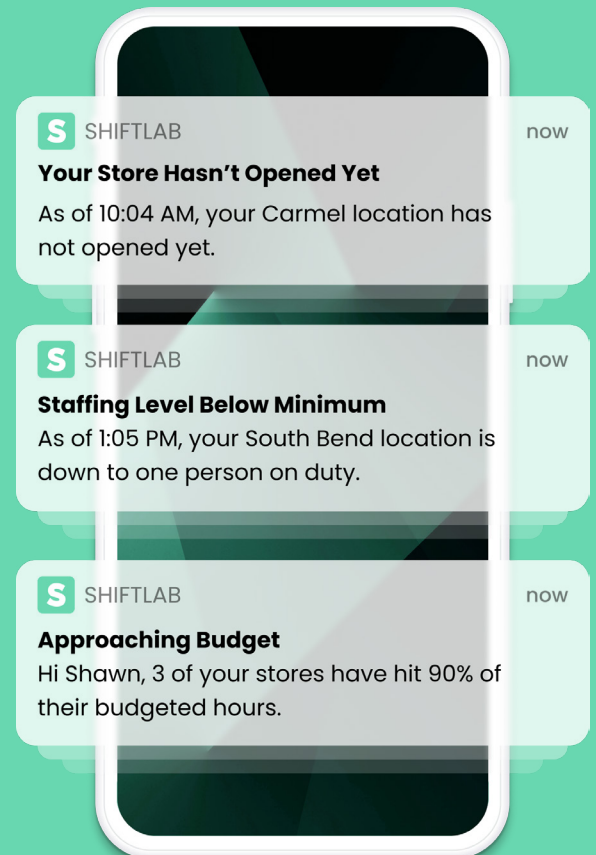 S SHIFTLAB now
Your Store Hasn’t Opened Yet
As of 10:04 AM, your Carmel location has
not opened yet.
S SHIFTLAB now
Staffing Level Below Minimum
As of 1:05 PM, your South Bend location is
down to one person on duty.
S SHIFTLAB now
Approaching Budget
Hi Shawn, 3 of your stores have hit 90% of
their budgeted hours.